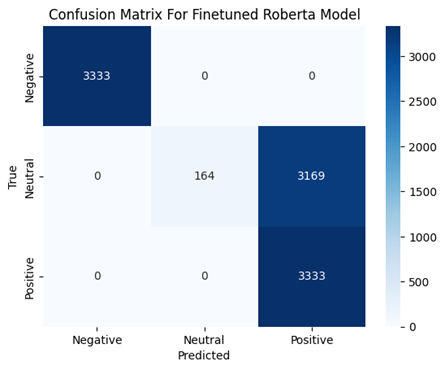 Confusion Matrix For Finetuned Roberta Model
Negative
3333 0 0
True
Neutral
0 164 3169
Positive
0 0 3333
Negative Neutral Positive
Predicted
3000
2500
2000
1500
1000
500
0